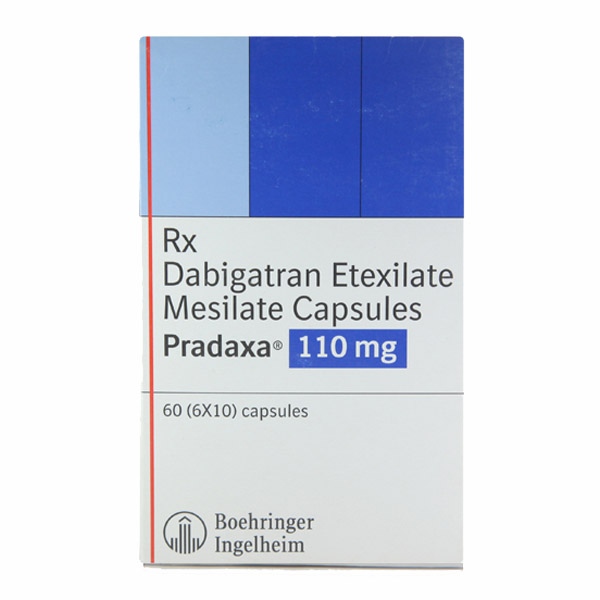 Rx
Dabigatran Etexilate
Mesilate Capsules
Pradaxa® 110 mg
60 (6X10) capsules
Boehringer
Ingelheim